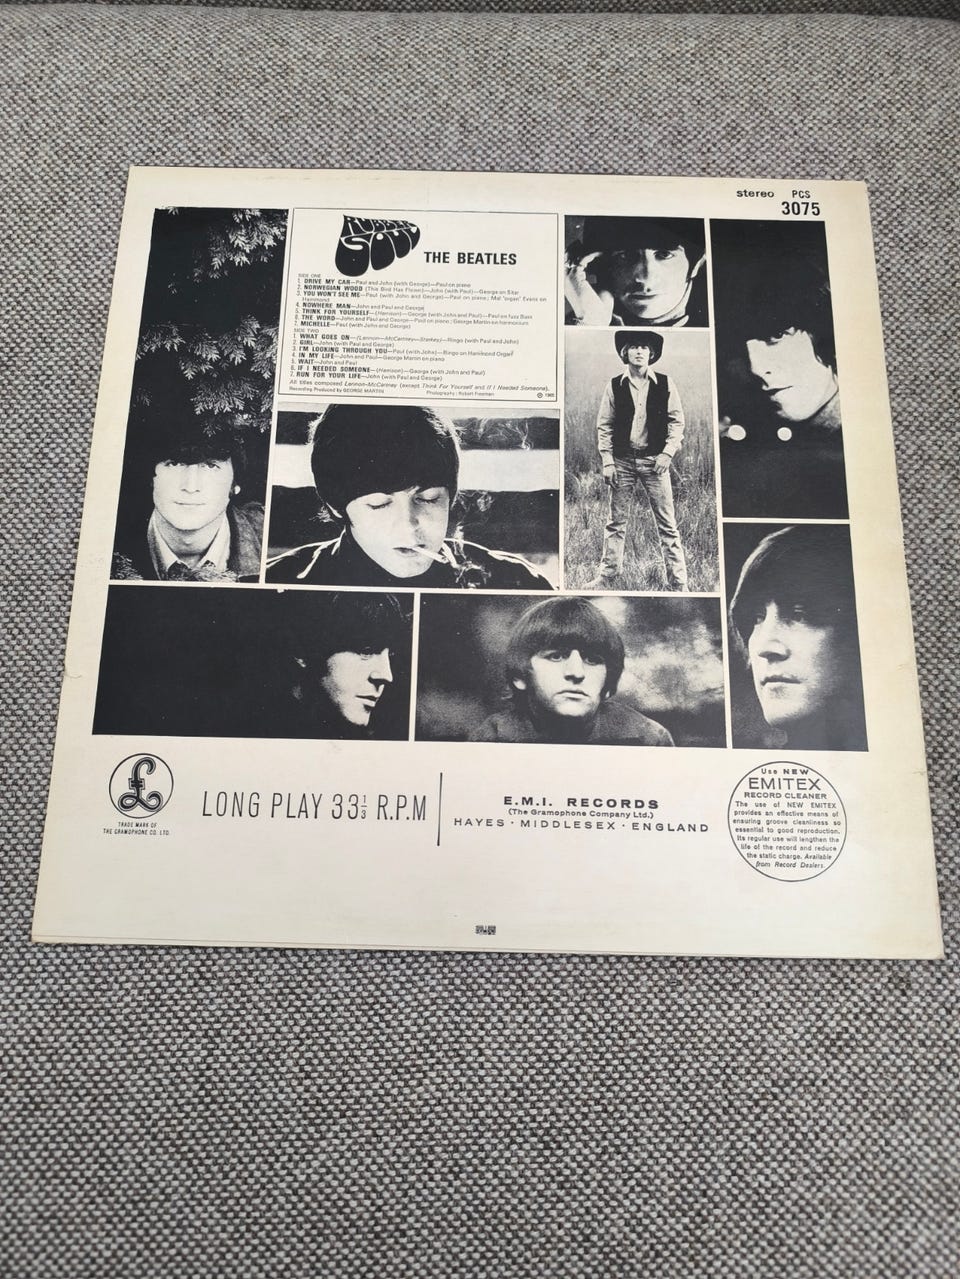 stereo PCS
3075
RUBBER
SOUL
THE BEATLES
SIDE ONE
1. DRIVE MY CAR—Paul and John (with George)—Paul on piano
2. NORWEGIAN WOOD (This Bird Has Flown)—John (with Paul)—George on Sitar
3. YOU WON'T SEE ME—Paul (with John and George)—Paul on piano; Mal "organ" Evans on
Hammond
4. NOWHERE MAN—John and Paul and George
5. THINK FOR YOURSELF—(Harrison)—George (with John and Paul)—Paul on fuzz Bass
6. THE WORD—John and Paul and George—Paul on piano; George Martin on harmonium
7. MICHELLE—Paul (with John and George)
SIDE TWO
1. WHAT GOES ON—(Lennon—McCartney—Starkey)—Ringo (with Paul and John)
2. GIRL—John (with Paul and George)
3. I'M LOOKING THROUGH YOU—Paul (with John)—Ringo on Hammond Organ
4. IN MY LIFE—John and Paul—George Martin on piano
5. WAIT—John and Paul
6. IF I NEEDED SOMEONE—(Harrison)—George (with John and Paul)
7. RUN FOR YOUR LIFE—John (with Paul and George)
All titles composed Lennon—McCartney (except Think For Yourself and If I Needed Someone).
Recording Produced by GEORGE MARTIN Photography: Robert Freeman ℗ 1965
£
TRADE MARK OF
THE GRAMOPHONE CO. LTD.
LONG PLAY 33⅓ R.P.M
E.M.I. RECORDS
(The Gramophone Company Ltd.)
HAYES · MIDDLESEX · ENGLAND
Use NEW
EMITEX
RECORD CLEANER
The use of NEW EMITEX
provides an effective means of
ensuring groove cleanliness so
essential to good reproduction.
Its regular use will lengthen the
life of the record and reduce
the static charge. Available
from Record Dealers.